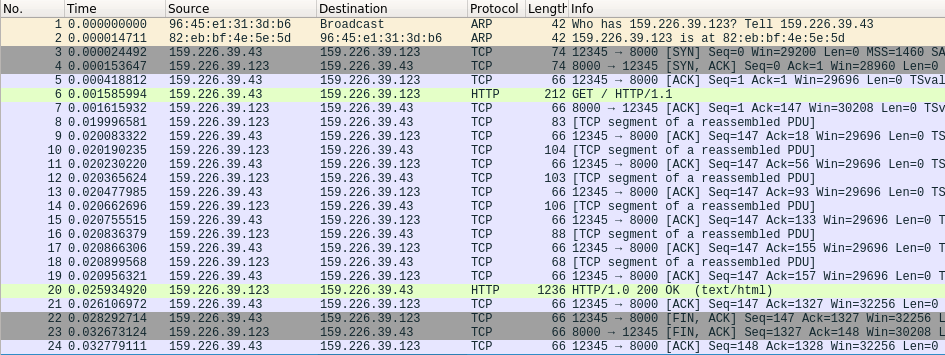 No. Time Source Destination Protocol Length Info
1 0.000000000 96:45:e1:31:3d:b6 Broadcast ARP 42 Who has 159.226.39.123? Tell 159.226.39.43
2 0.000014711 82:eb:bf:4e:5e:5d 96:45:e1:31:3d:b6 ARP 42 159.226.39.123 is at 82:eb:bf:4e:5e:5d
3 0.000024492 159.226.39.43 159.226.39.123 TCP 74 12345 → 8000 [SYN] Seq=0 Win=29200 Len=0 MSS=1460 SA
4 0.000153647 159.226.39.123 159.226.39.43 TCP 74 8000 → 12345 [SYN, ACK] Seq=0 Ack=1 Win=28960 Len=0
5 0.000418812 159.226.39.43 159.226.39.123 TCP 66 12345 → 8000 [ACK] Seq=1 Ack=1 Win=29696 Len=0 TSval
6 0.001585994 159.226.39.43 159.226.39.123 HTTP 212 GET / HTTP/1.1
7 0.001615932 159.226.39.123 159.226.39.43 TCP 66 8000 → 12345 [ACK] Seq=1 Ack=147 Win=30208 Len=0 TSv
8 0.019996581 159.226.39.123 159.226.39.43 TCP 83 [TCP segment of a reassembled PDU]
9 0.020083322 159.226.39.43 159.226.39.123 TCP 66 12345 → 8000 [ACK] Seq=147 Ack=18 Win=29696 Len=0 TS
10 0.020190235 159.226.39.123 159.226.39.43 TCP 104 [TCP segment of a reassembled PDU]
11 0.020230220 159.226.39.43 159.226.39.123 TCP 66 12345 → 8000 [ACK] Seq=147 Ack=56 Win=29696 Len=0 TS
12 0.020365624 159.226.39.123 159.226.39.43 TCP 103 [TCP segment of a reassembled PDU]
13 0.020477985 159.226.39.43 159.226.39.123 TCP 66 12345 → 8000 [ACK] Seq=147 Ack=93 Win=29696 Len=0 TS
14 0.020662696 159.226.39.123 159.226.39.43 TCP 106 [TCP segment of a reassembled PDU]
15 0.020755515 159.226.39.43 159.226.39.123 TCP 66 12345 → 8000 [ACK] Seq=147 Ack=133 Win=29696 Len=0 T
16 0.020836379 159.226.39.123 159.226.39.43 TCP 88 [TCP segment of a reassembled PDU]
17 0.020866306 159.226.39.43 159.226.39.123 TCP 66 12345 → 8000 [ACK] Seq=147 Ack=155 Win=29696 Len=0 T
18 0.020899568 159.226.39.123 159.226.39.43 TCP 68 [TCP segment of a reassembled PDU]
19 0.020956321 159.226.39.43 159.226.39.123 TCP 66 12345 → 8000 [ACK] Seq=147 Ack=157 Win=29696 Len=0 T
20 0.025934920 159.226.39.123 159.226.39.43 HTTP 1236 HTTP/1.0 200 OK (text/html)
21 0.026106972 159.226.39.43 159.226.39.123 TCP 66 12345 → 8000 [ACK] Seq=147 Ack=1327 Win=32256 Len=0
22 0.028292714 159.226.39.43 159.226.39.123 TCP 66 12345 → 8000 [FIN, ACK] Seq=147 Ack=1327 Win=32256 L
23 0.032673124 159.226.39.123 159.226.39.43 TCP 66 8000 → 12345 [FIN, ACK] Seq=1327 Ack=148 Win=30208 L
24 0.032779111 159.226.39.43 159.226.39.123 TCP 66 12345 → 8000 [ACK] Seq=148 Ack=1328 Win=32256 Len=0